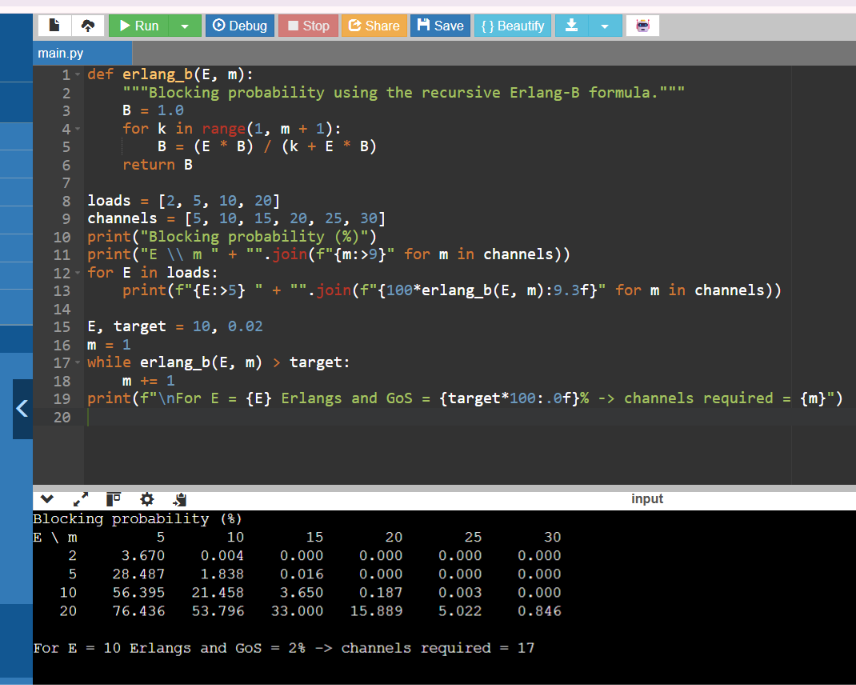 Run Debug Stop Share Save { } Beautify
main.py
1 def erlang_b(E, m):
2     """Blocking probability using the recursive Erlang-B formula."""
3     B = 1.0
4     for k in range(1, m + 1):
5         B = (E * B) / (k + E * B)
6     return B
7
8 loads = [2, 5, 10, 20]
9 channels = [5, 10, 15, 20, 25, 30]
10 print("Blocking probability (%)")
11 print("E \\ m " + "".join(f"{m:>9}" for m in channels))
12 for E in loads:
13     print(f"{E:>5} " + "".join(f"{100*erlang_b(E, m):9.3f}" for m in channels))
14
15 E, target = 10, 0.02
16 m = 1
17 while erlang_b(E, m) > target:
18     m += 1
19 print(f"\nFor E = {E} Erlangs and GoS = {target*100:.0f}% -> channels required = {m}")
20
input
Blocking probability (%)
E \ m         5       10       15       20       25       30
    2     3.670    0.004    0.000    0.000    0.000    0.000
    5    28.487    1.838    0.016    0.000    0.000    0.000
   10    56.395   21.458    3.650    0.187    0.003    0.000
   20    76.436   53.796   33.000   15.889    5.022    0.846

For E = 10 Erlangs and GoS = 2% -> channels required = 17